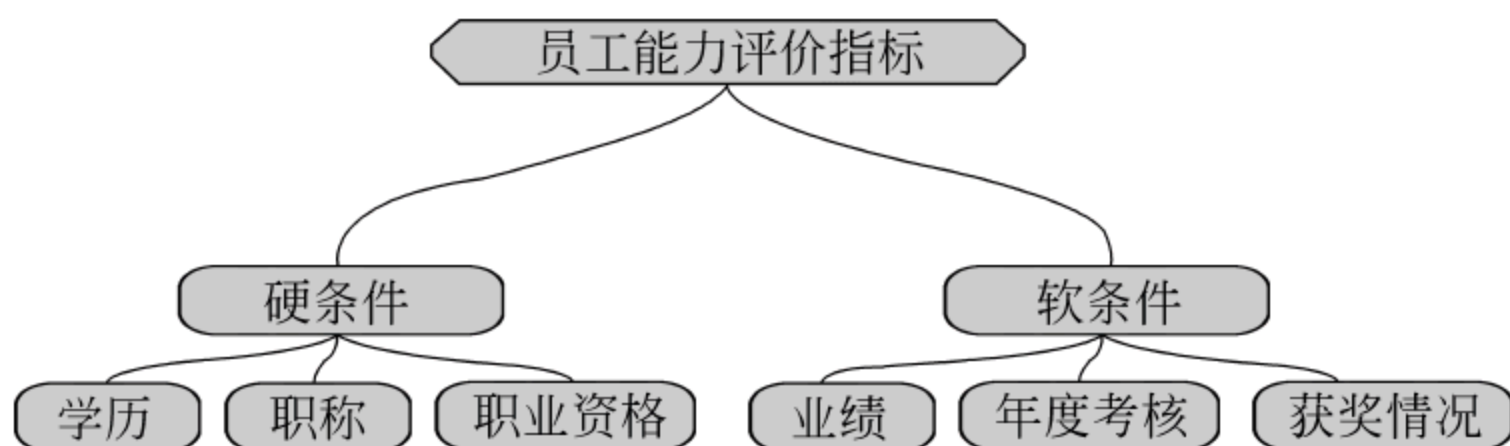 员工能力评价指标
硬条件
软条件
学历
职称
职业资格
业绩
年度考核
获奖情况